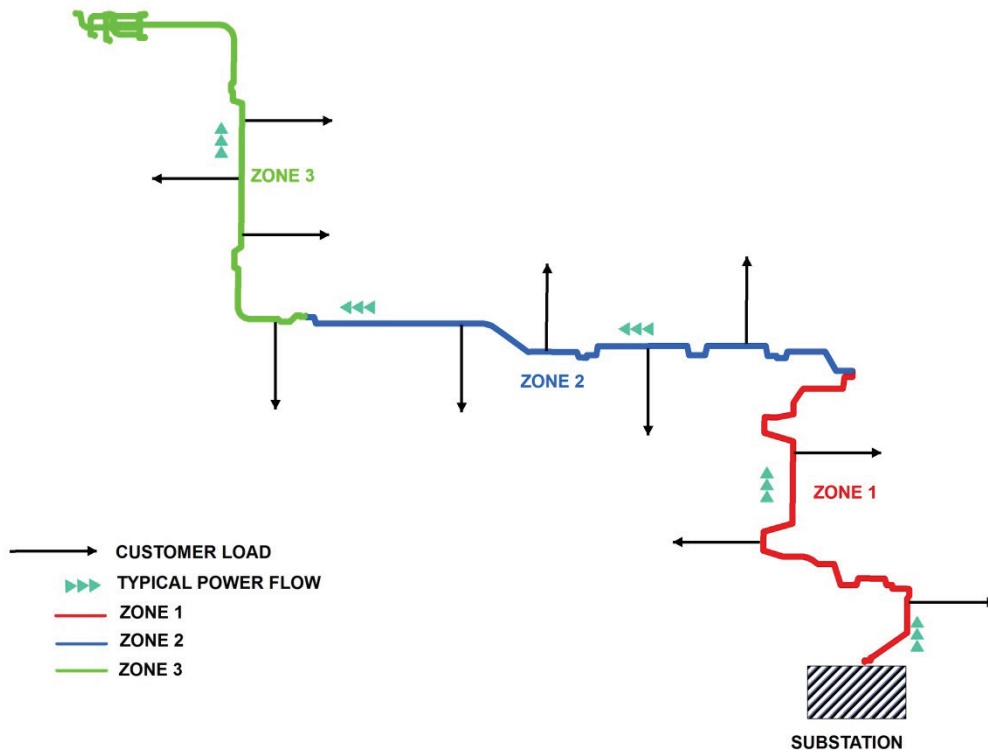 ZONE 3
ZONE 2
ZONE 1
CUSTOMER LOAD
TYPICAL POWER FLOW
ZONE 1
ZONE 2
ZONE 3
SUBSTATION